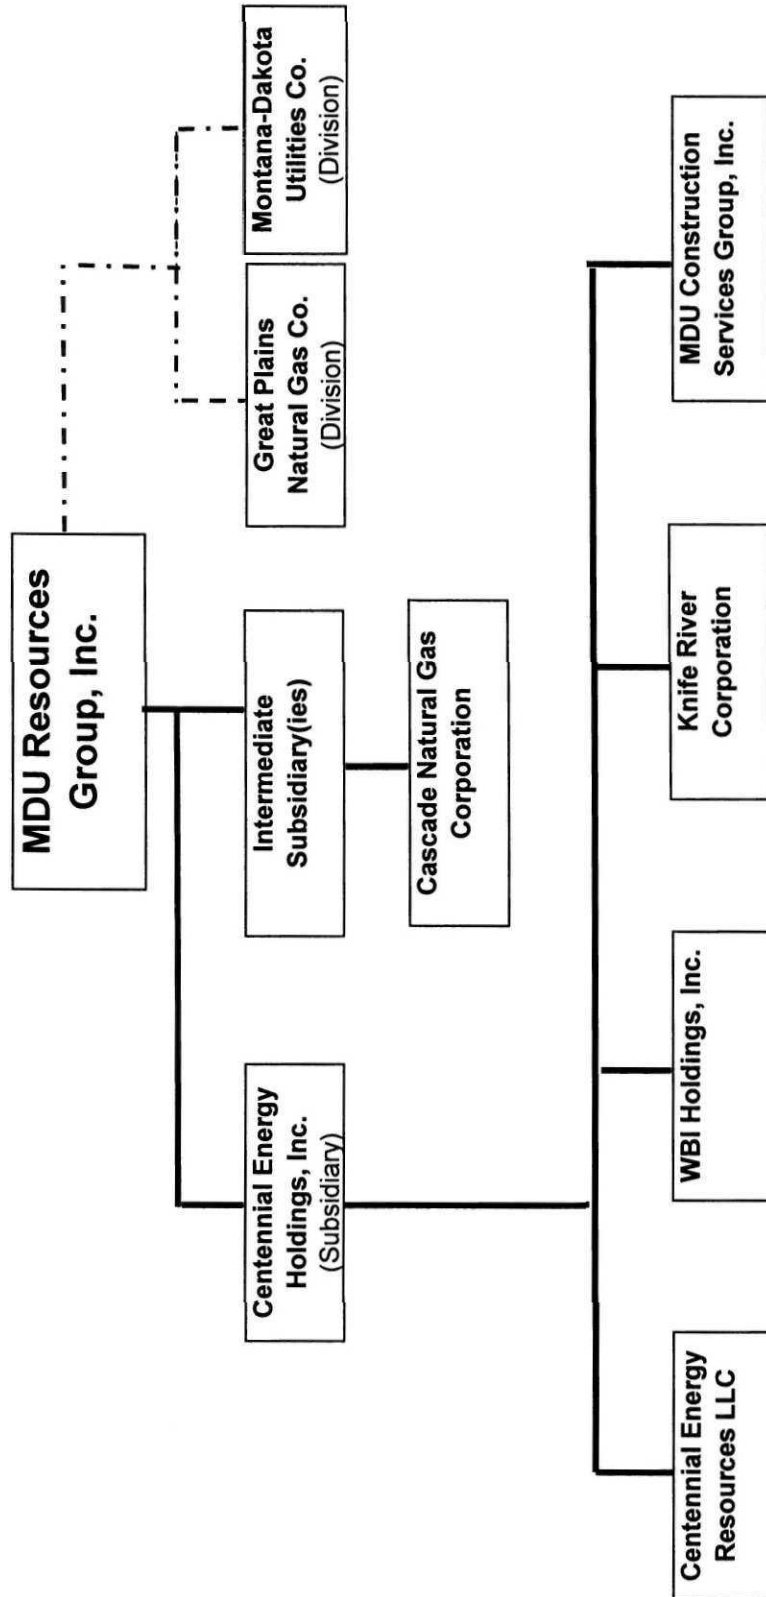 MDU Resources
Group, Inc.
Centennial Energy
Holdings, Inc.
(Subsidiary)
Intermediate
Subsidiary(ies)
Great Plains
Natural Gas Co.
(Division)
Montana-Dakota
Utilities Co.
(Division)
Cascade Natural Gas
Corporation
Centennial Energy
Resources LLC
WBI Holdings, Inc.
Knife River
Corporation
MDU Construction
Services Group, Inc.